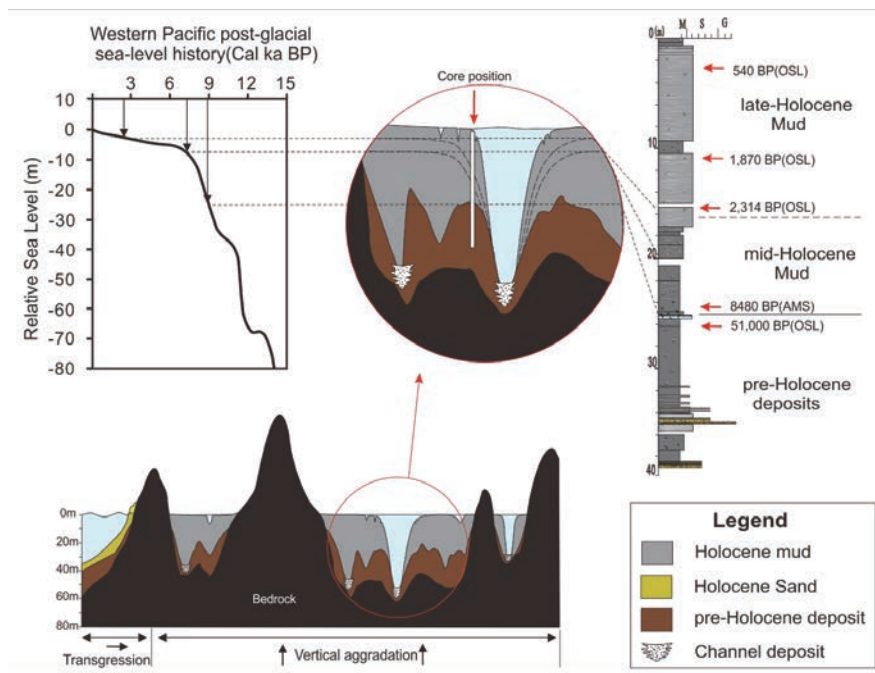 Western Pacific post-glacial
sea-level history(Cal ka BP)
3 6 9 12 15
Relative Sea Level (m)
10
0
-10
-20
-30
-40
-50
-60
-70
-80
Core position
M S G
0(m)
10
20
30
40
540 BP(OSL)
late-Holocene
Mud
1,870 BP(OSL)
2,314 BP(OSL)
mid-Holocene
Mud
8480 BP(AMS)
51,000 BP(OSL)
pre-Holocene
deposits
0m
20m
40m
60m
80m
Bedrock
Transgression
Vertical aggradation
Legend
Holocene mud
Holocene Sand
pre-Holocene deposit
Channel deposit